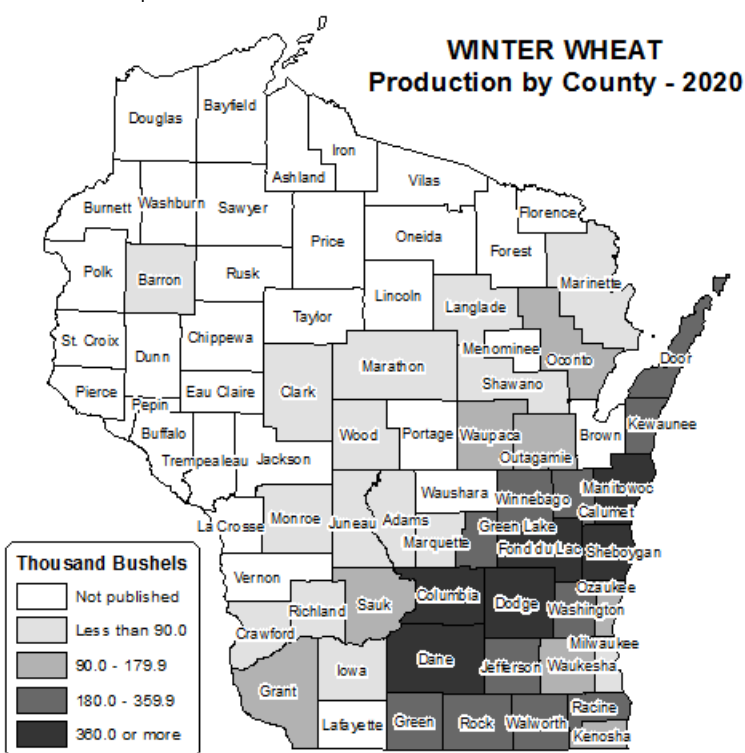 WINTER WHEAT
Production by County - 2020
Douglas
Bayfield
Iron
Ashland
Vilas
Burnett
Washburn
Sawyer
Florence
Price
Oneida
Forest
Polk
Barron
Rusk
Marinette
Lincoln
Langlade
Taylor
St. Croix
Chippewa
Dunn
Menominee
Oconto
Door
Marathon
Shawano
Pierce
Eau Claire
Clark
Pepin
Buffalo
Wood
Portage
Waupaca
Brown
Kewaunee
Trempealeau
Jackson
Outagamie
Waushara
Winnebago
Manitowoc
Calumet
La Crosse
Monroe
Juneau
Adams
Green Lake
Marquette
Fond du Lac
Sheboygan
Vernon
Richland
Sauk
Columbia
Dodge
Ozaukee
Washington
Crawford
Milwaukee
Iowa
Dane
Jefferson
Waukesha
Grant
Lafayette
Green
Rock
Walworth
Racine
Kenosha
Thousand Bushels
Not published
Less than 90.0
90.0 - 179.9
180.0 - 359.9
360.0 or more